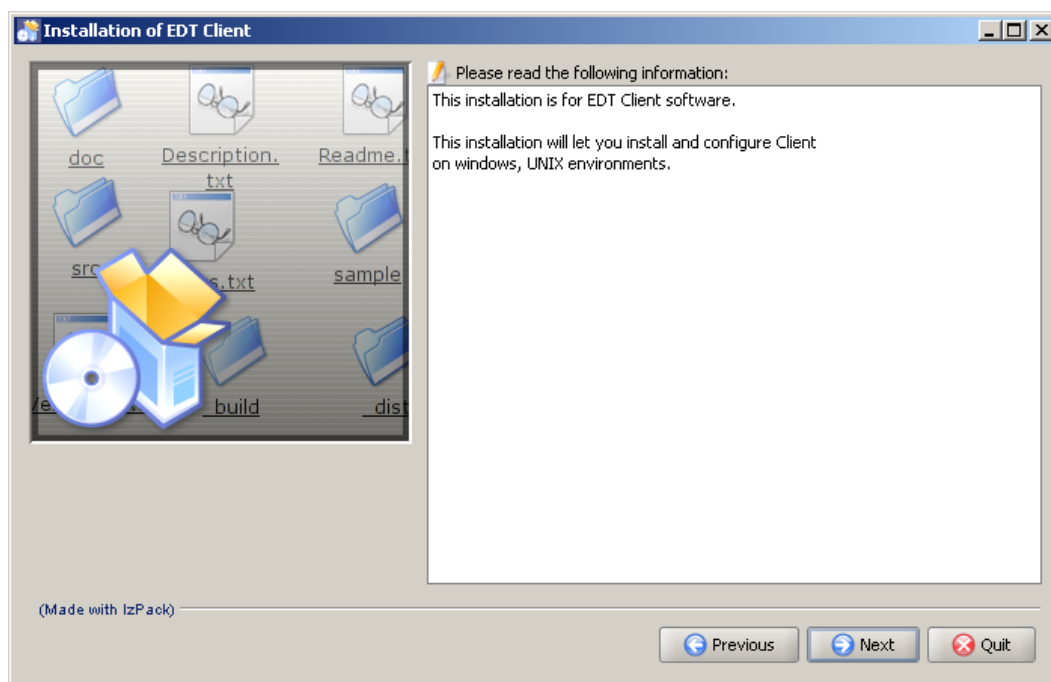 Installation of EDT Client
doc
Description.
txt
Readme.t
src
s.txt
sample
build
dist
Please read the following information:
This installation is for EDT Client software.
This installation will let you install and configure Client
on windows, UNIX environments.
(Made with IzPack)
Previous
Next
Quit